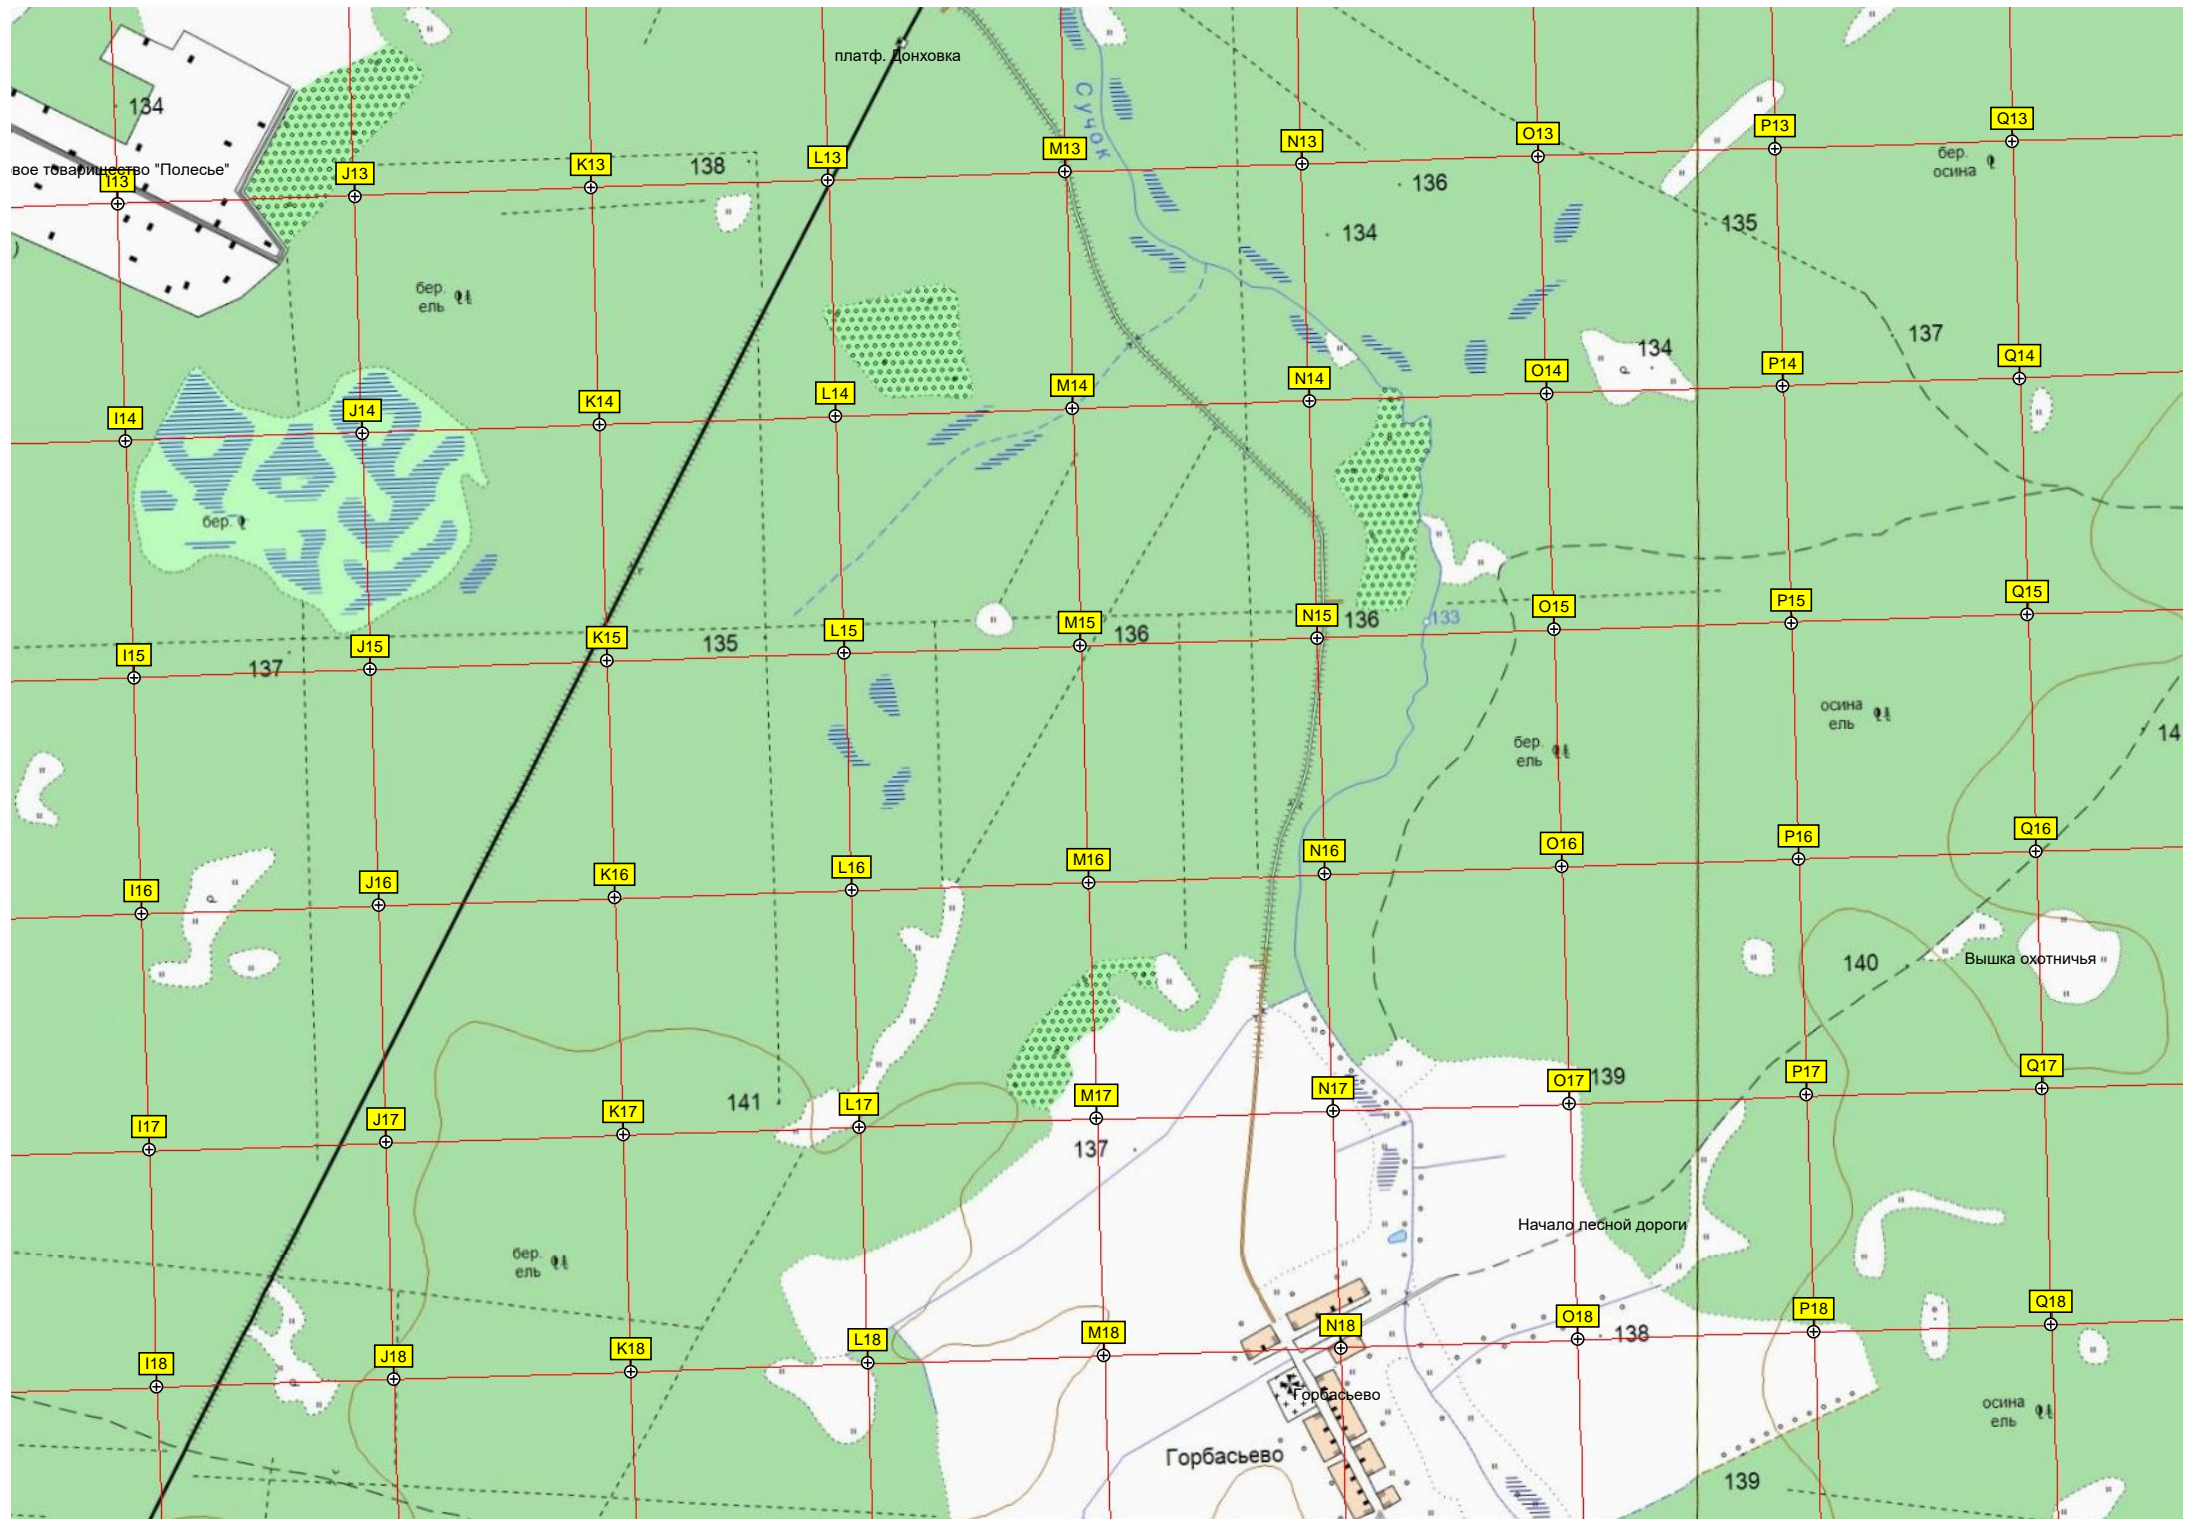 платф. Донховка
134
Сучок
вое товарищество "Полесье"
)
I13
J13
K13
138
L13
M13
N13
O13
P13
Q13
бер.
осина
136
134
135
бер.
ель
137
134
I14
J14
K14
L14
M14
N14
O14
P14
Q14
бер.
I15
137
J15
K15
135
L15
M15
136
N15
136
133
O15
P15
Q15
осина
ель
14
бер.
ель
I16
J16
K16
L16
M16
N16
O16
P16
Q16
р
140
Вышка охотничья
I17
J17
K17
141
L17
M17
N17
O17
139
P17
Q17
137
Начало лесной дороги
бер.
ель
I18
J18
K18
L18
M18
N18
O18
138
P18
Q18
Горбасьево
осина
ель
Горбасьево
139